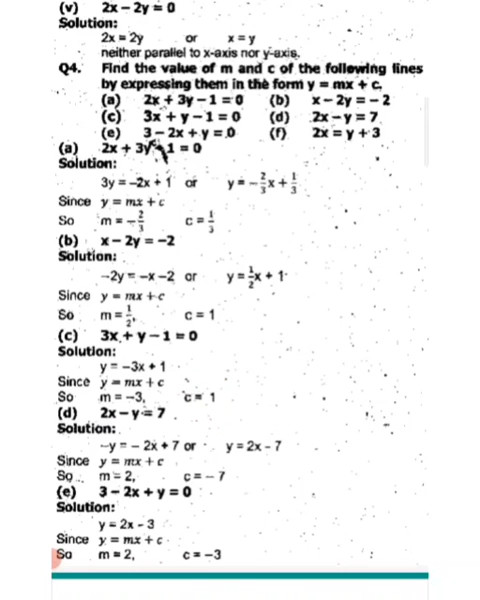 (v) 2x – 2y = 0
Solution:
2x = 2y or x = y
neither parallel to x-axis nor y-axis.
Q4. Find the value of m and c of the following lines
by expressing them in the form y = mx + c.
(a) 2x + 3y – 1 = 0 (b) x – 2y = – 2
(c) 3x + y – 1 = 0 (d) 2x – y = 7
(e) 3 – 2x + y = 0 (f) 2x = y + 3
(a) 2x + 3y – 1 = 0
Solution:
3y = –2x + 1 or y = – 2/3 x + 1/3
Since y = mx + c
So m = – 2/3 c = 1/3
(b) x – 2y = –2
Solution:
–2y = –x –2 or y = 1/2 x + 1
Since y = mx + c
So m = 1/2, c = 1
(c) 3x + y – 1 = 0
Solution:
y = –3x + 1
Since y = mx + c
So m = –3, c = 1
(d) 2x – y = 7
Solution:
–y = – 2x + 7 or y = 2x - 7
Since y = mx + c
So m = 2, c = – 7
(e) 3 – 2x + y = 0
Solution:
y = 2x - 3
Since y = mx + c
So m = 2, c = –3